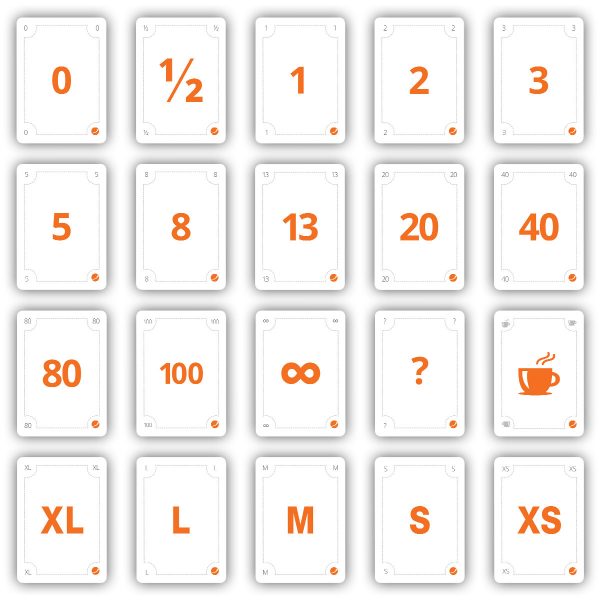 0 0 ½ ½ 1 1 2 2 3 3
0 ½ 1 2 3
0 ½ 1 2 3
5 5 8 8 13 13 20 20 40 40
5 8 13 20 40
5 8 13 20 40
80 80 100 100 ∞ ∞ ? ?
80 100 ∞ ?
80 100 ∞ ?
XL XL L L M M S S XS XS
XL L M S XS
XL L M S XS